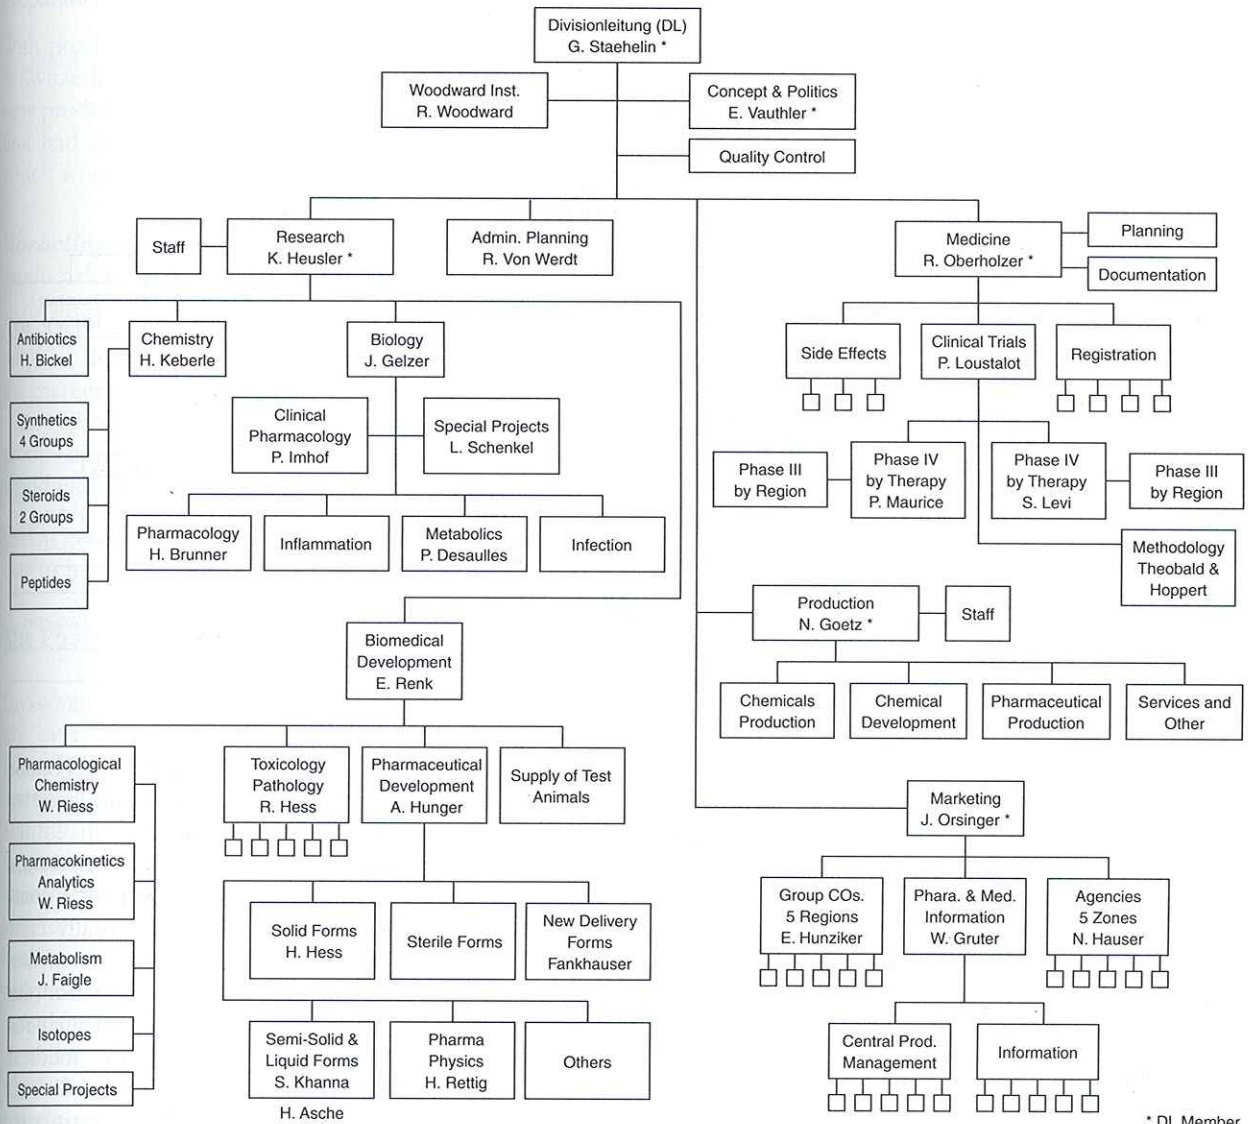 Divisionleitung (DL)
G. Staehelin *
Woodward Inst.
R. Woodward
Concept & Politics
E. Vauthler *
Quality Control
Staff
Research
K. Heusler *
Admin. Planning
R. Von Werdt
Medicine
R. Oberholzer *
Planning
Documentation
Antibiotics
H. Bickel
Chemistry
H. Keberle
Biology
J. Gelzer
Synthetics
4 Groups
Steroids
2 Groups
Peptides
Clinical
Pharmacology
P. Imhof
Special Projects
L. Schenkel
Pharmacology
H. Brunner
Inflammation
Metabolics
P. Desaulles
Infection
Side Effects
Clinical Trials
P. Loustalot
Registration
Phase III
by Region
Phase IV
by Therapy
P. Maurice
Phase IV
by Therapy
S. Levi
Phase III
by Region
Methodology
Theobald &
Hoppert
Production
N. Goetz *
Staff
Chemicals
Production
Chemical
Development
Pharmaceutical
Production
Services and
Other
Biomedical
Development
E. Renk
Pharmacological
Chemistry
W. Riess
Toxicology
Pathology
R. Hess
Pharmaceutical
Development
A. Hunger
Supply of Test
Animals
Pharmacokinetics
Analytics
W. Riess
Metabolism
J. Faigle
Isotopes
Special Projects
Solid Forms
H. Hess
Sterile Forms
New Delivery
Forms
Fankhauser
Semi-Solid &
Liquid Forms
S. Khanna
H. Asche
Pharma
Physics
H. Rettig
Others
Marketing
J. Orsinger *
Group COs.
5 Regions
E. Hunziker
Phara. & Med.
Information
W. Gruter
Agencies
5 Zones
N. Hauser
Central Prod.
Management
Information
* DL Member